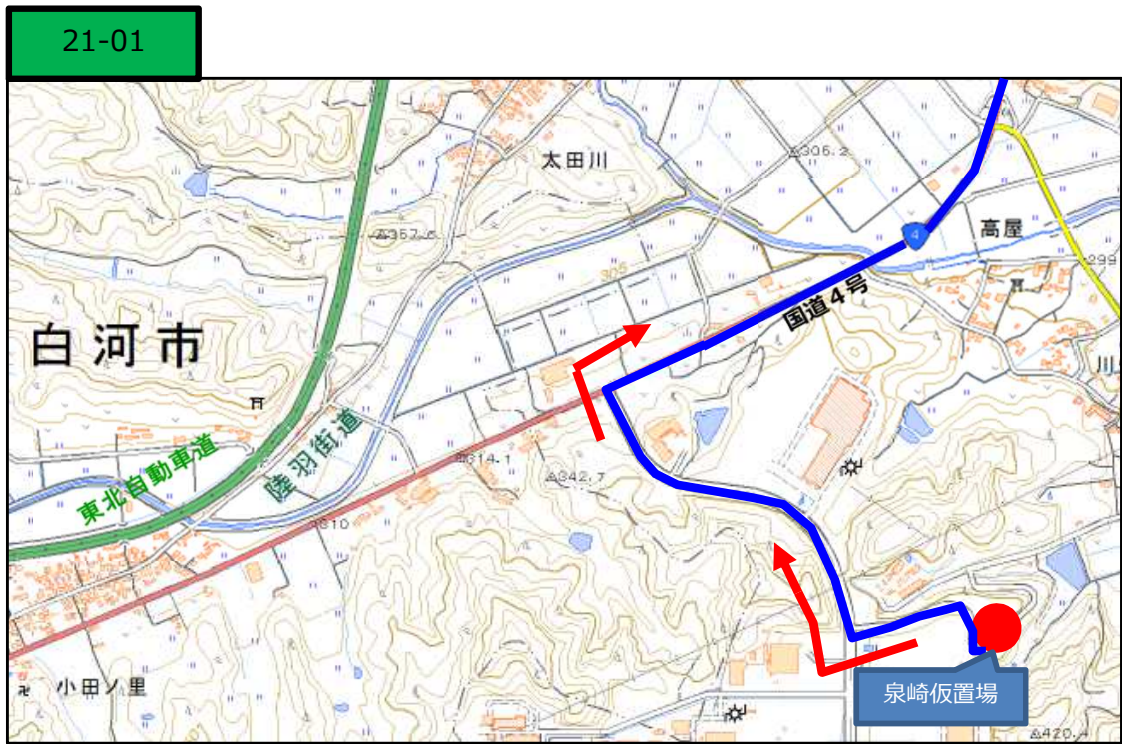 21-01
太田川
306.2
4
高屋
357.6
299
305
国道4号
白河市
川
陸羽街道
314.1
342.7
東北自動車道
310
小田ノ里
泉崎仮置場
420.4